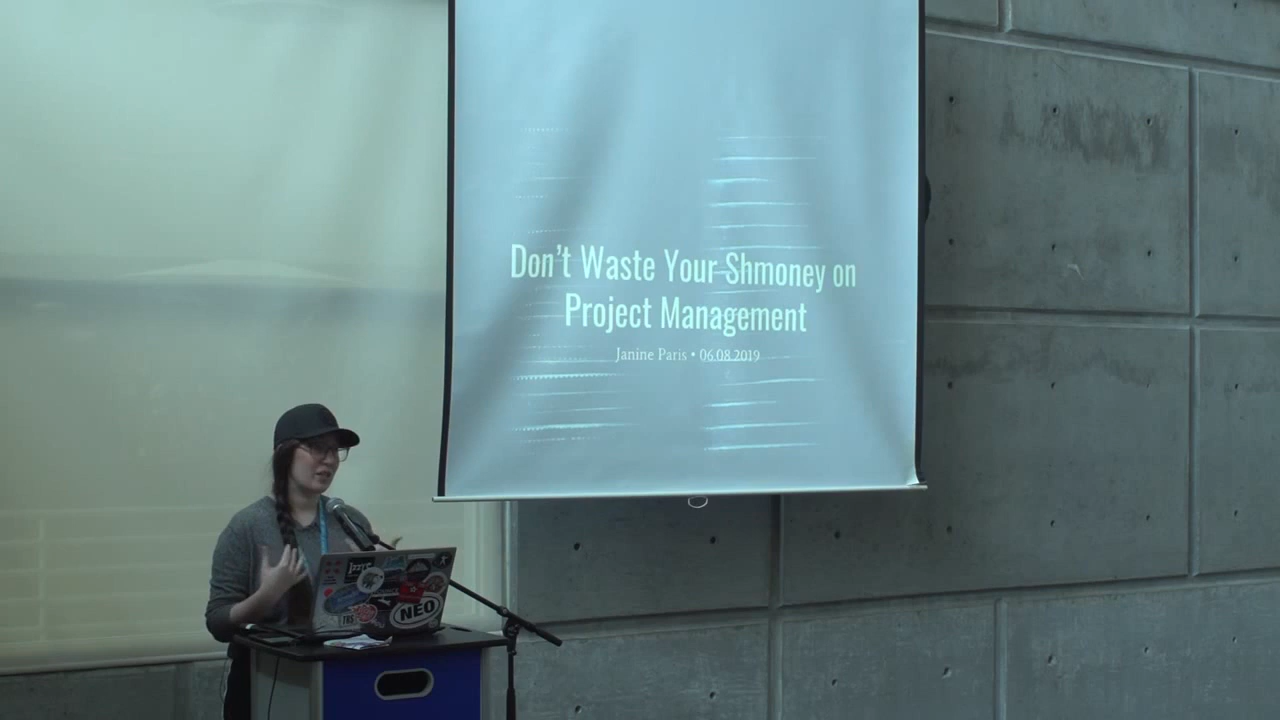 Don't Waste Your Shmoney on
Project Management
Janine Paris • 06.08.2019
NEO